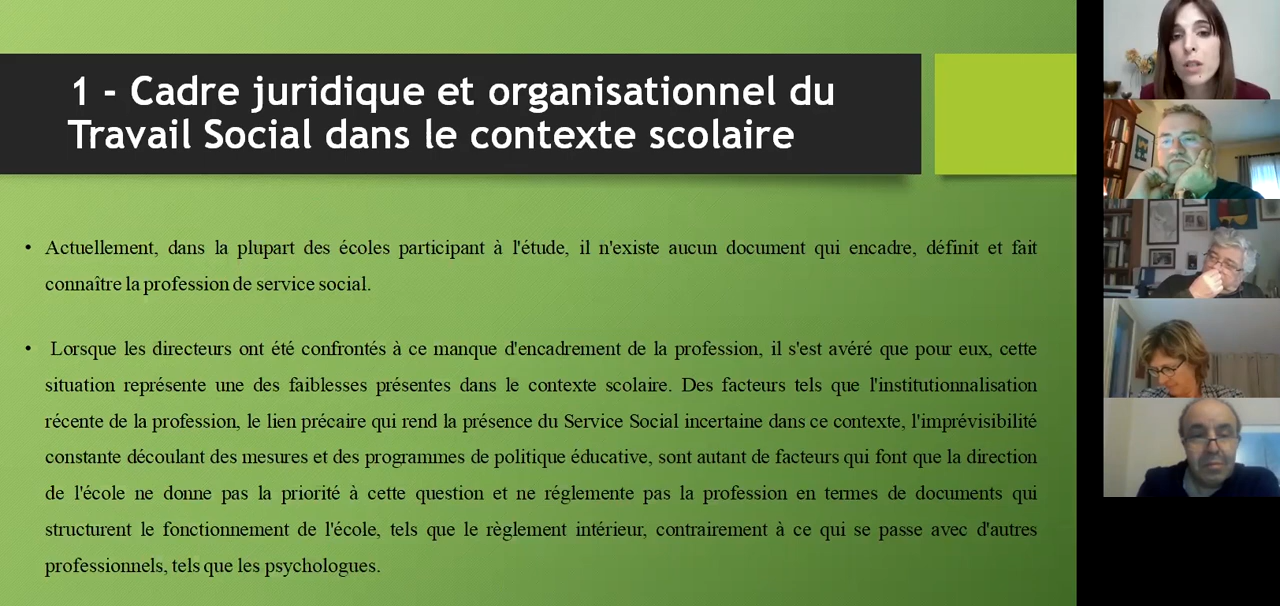 1 - Cadre juridique et organisationnel du
Travail Social dans le contexte scolaire
• Actuellement, dans la plupart des écoles participant à l'étude, il n'existe aucun document qui encadre, définit et fait
connaître la profession de service social.
• Lorsque les directeurs ont été confrontés à ce manque d'encadrement de la profession, il s'est avéré que pour eux, cette
situation représente une des faiblesses présentes dans le contexte scolaire. Des facteurs tels que l'institutionnalisation
récente de la profession, le lien précaire qui rend la présence du Service Social incertaine dans ce contexte, l'imprévisibilité
constante découlant des mesures et des programmes de politique éducative, sont autant de facteurs qui font que la direction
de l'école ne donne pas la priorité à cette question et ne réglemente pas la profession en termes de documents qui
structurent le fonctionnement de l'école, tels que le règlement intérieur, contrairement à ce qui se passe avec d'autres
professionnels, tels que les psychologues.